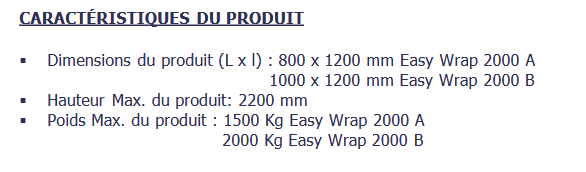 CARACTÉRISTIQUES DU PRODUIT
▪ Dimensions du produit (L x l) : 800 x 1200 mm Easy Wrap 2000 A
1000 x 1200 mm Easy Wrap 2000 B
▪ Hauteur Max. du produit: 2200 mm
▪ Poids Max. du produit : 1500 Kg Easy Wrap 2000 A
2000 Kg Easy Wrap 2000 B